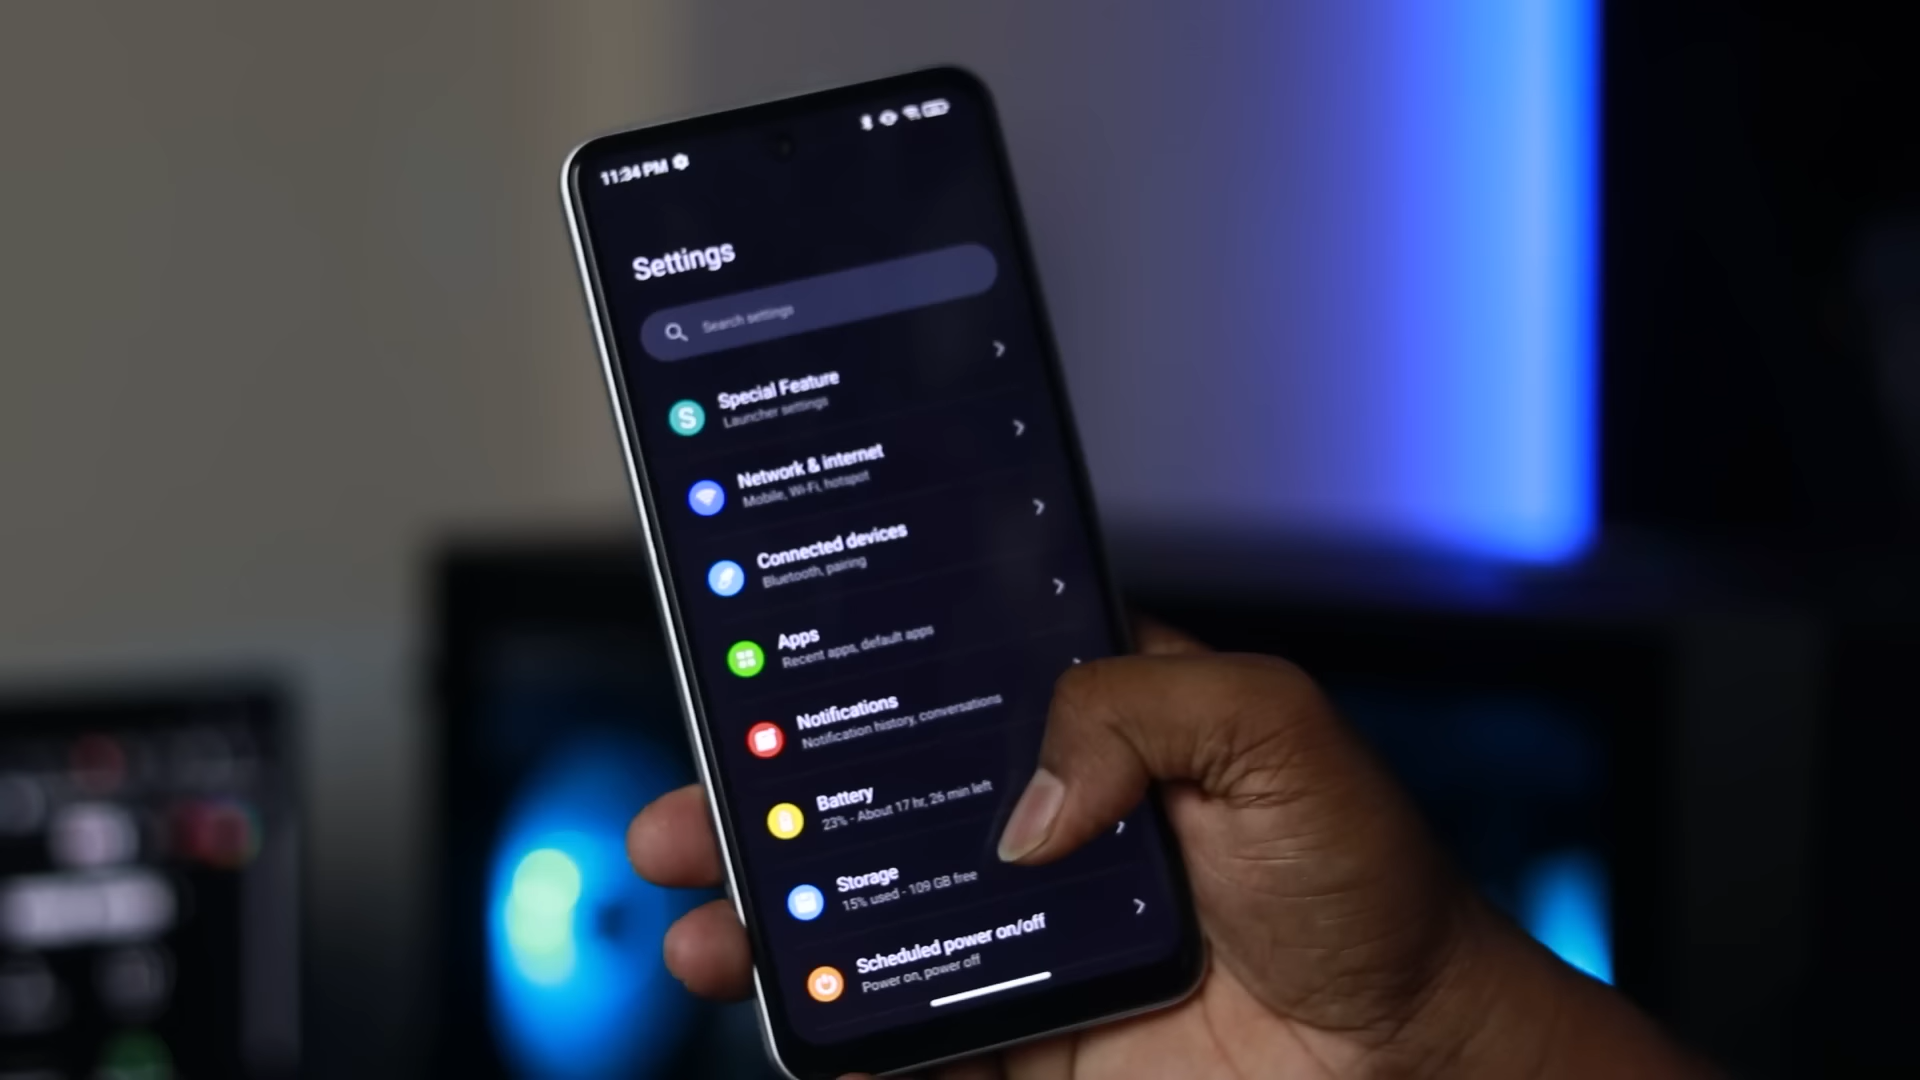 11:34 PM
Settings
Search settings
S
Special Feature
Launcher settings
Network & internet
Mobile, Wi-Fi, hotspot
Connected devices
Bluetooth, pairing
Apps
Recent apps, default apps
Notifications
Notification history, conversations
Battery
23% - About 17 hr, 26 min left
Storage
15% used - 109 GB free
Scheduled power on/off
Power on, power off